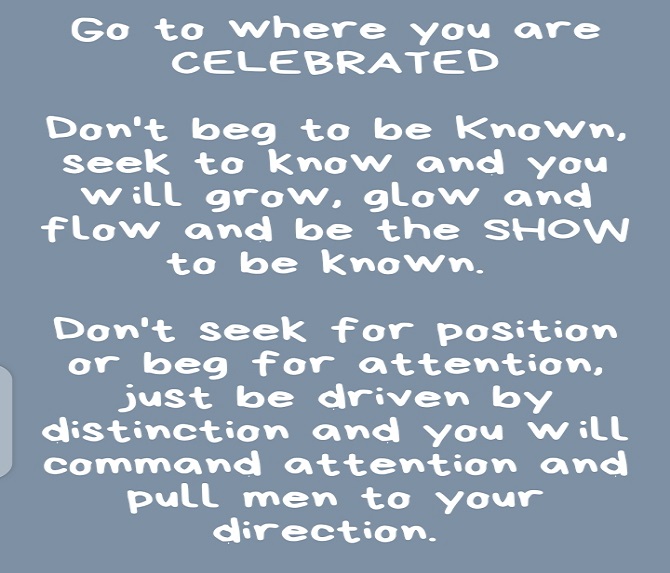 Go to where you are
CELEBRATED
Don't beg to be Known,
seek to know and you
will grow, glow and
flow and be the SHOW
to be known.
Don't seek for position
or beg for attention,
just be driven by
distinction and you will
command attention and
pull men to your
direction.